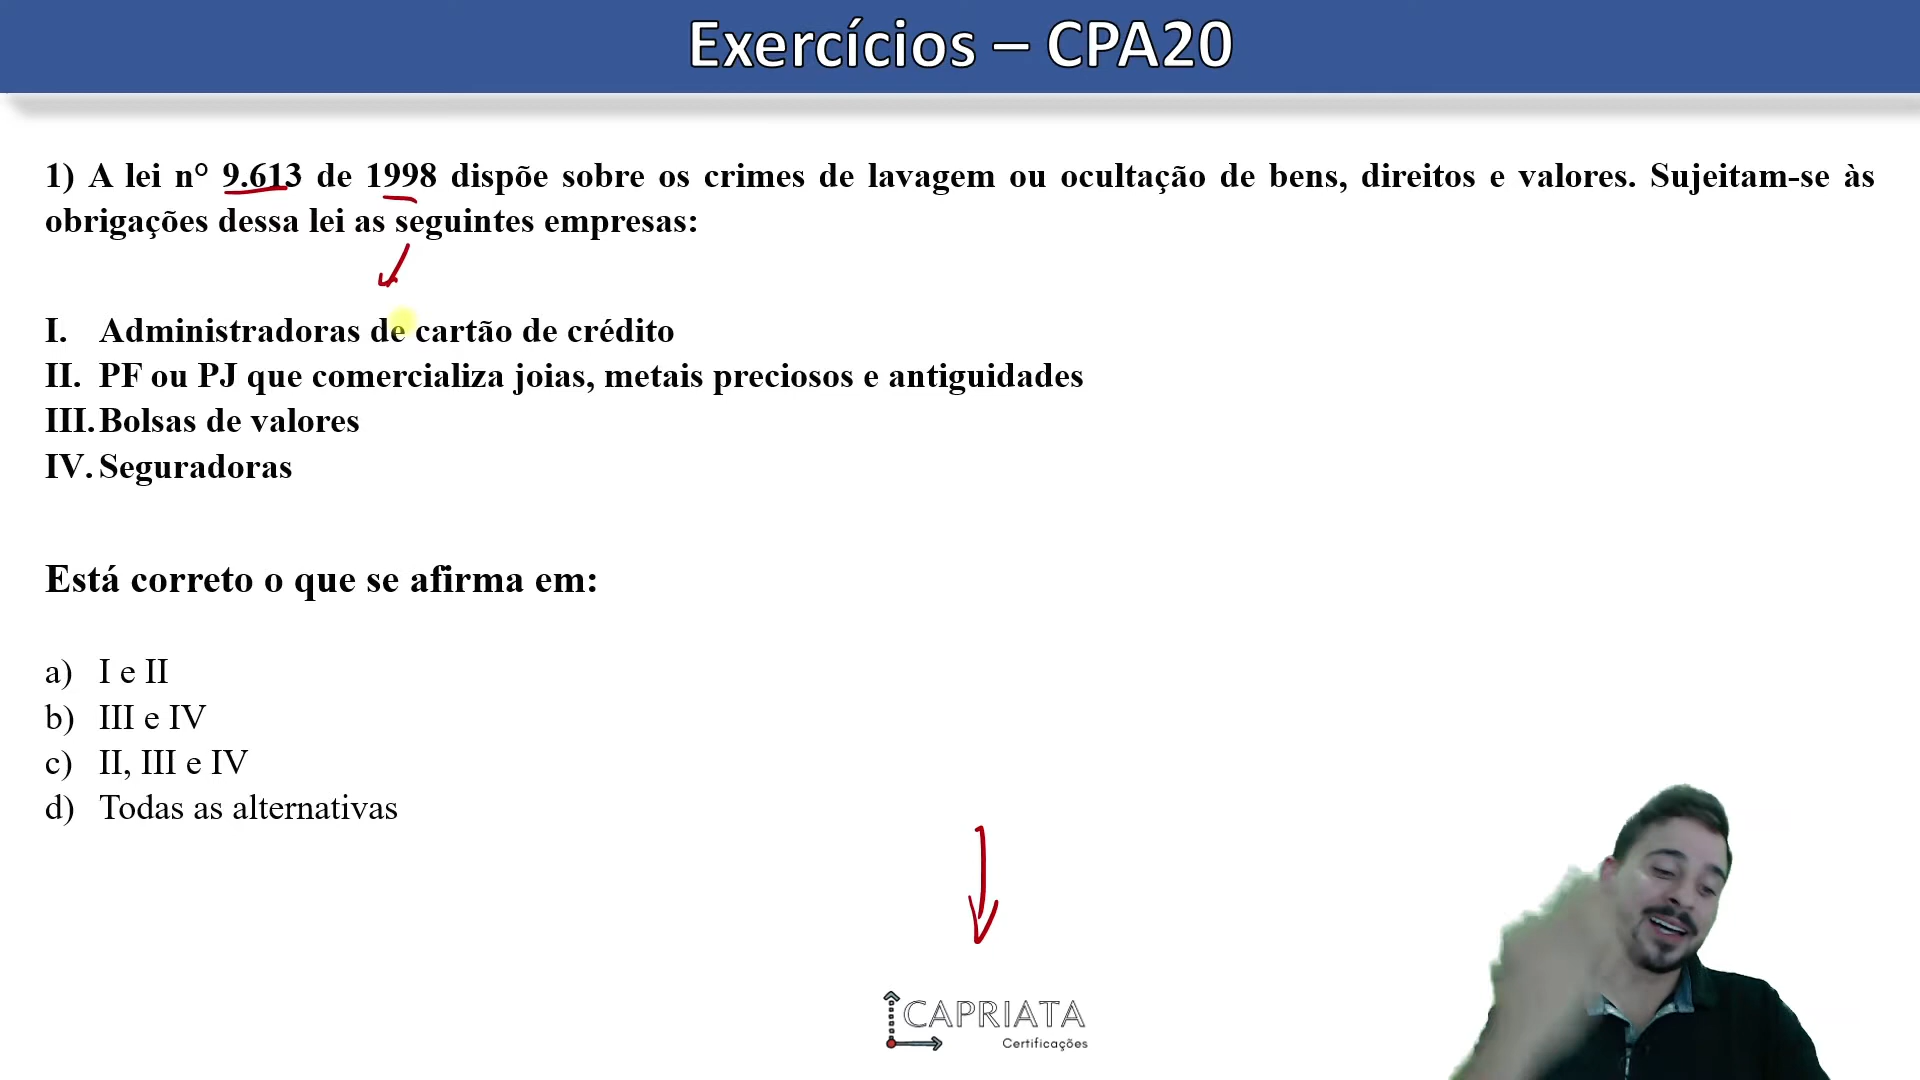 Exercícios – CPA20
1) A lei n° 9.613 de 1998 dispõe sobre os crimes de lavagem ou ocultação de bens, direitos e valores. Sujeitam-se às
obrigações dessa lei as seguintes empresas:
I. Administradoras de cartão de crédito
II. PF ou PJ que comercializa joias, metais preciosos e antiguidades
III. Bolsas de valores
IV. Seguradoras
Está correto o que se afirma em:
a) I e II
b) III e IV
c) II, III e IV
d) Todas as alternativas
CAPRIATA
Certificações